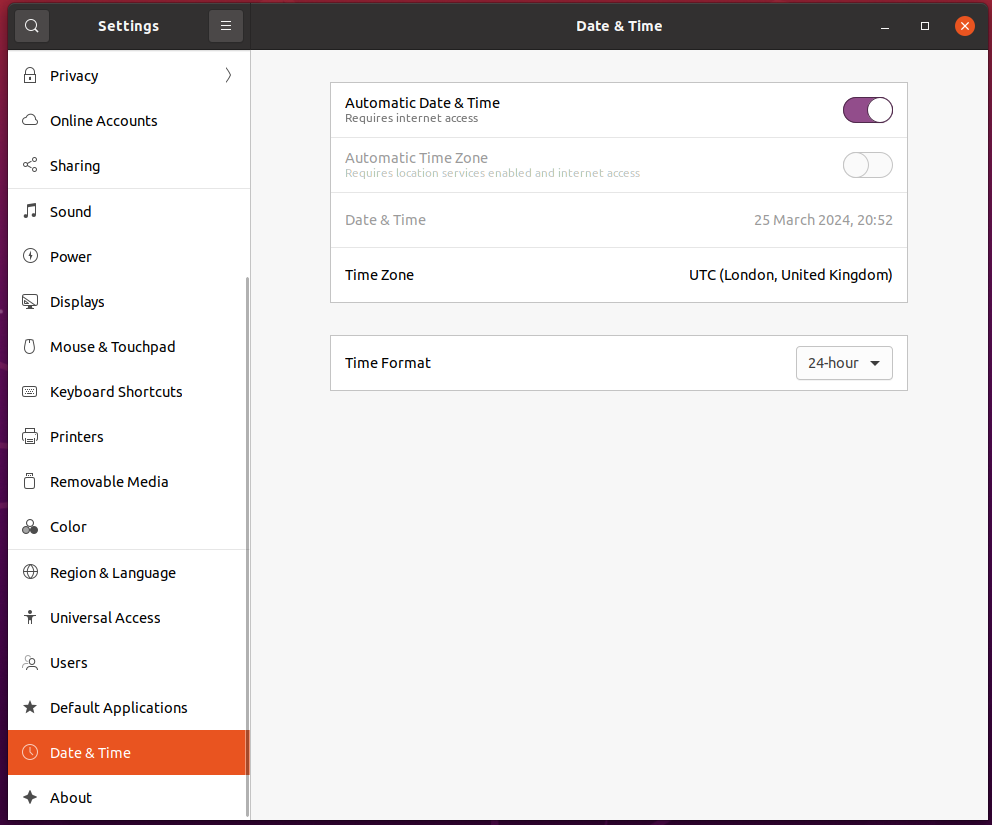 Settings
Date & Time
Privacy
Online Accounts
Sharing
Sound
Power
Displays
Mouse & Touchpad
Keyboard Shortcuts
Printers
Removable Media
Color
Region & Language
Universal Access
Users
Default Applications
Date & Time
About
Automatic Date & Time
Requires internet access
Automatic Time Zone
Requires location services enabled and internet access
Date & Time 25 March 2024, 20:52
Time Zone UTC (London, United Kingdom)
Time Format 24-hour